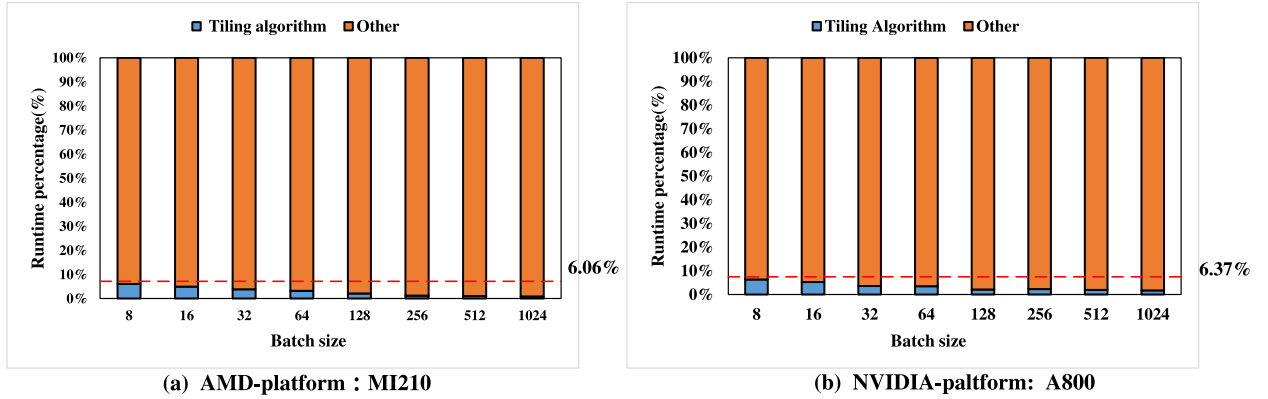 Tiling algorithm Other
Runtime percentage(%)
100%
90%
80%
70%
60%
50%
40%
30%
20%
10%
0%
6.06%
8 16 32 64 128 256 512 1024
Batch size
(a) AMD-platform：MI210
Tiling Algorithm Other
Runtime percentage(%)
100%
90%
80%
70%
60%
50%
40%
30%
20%
10%
0%
6.37%
8 16 32 64 128 256 512 1024
Batch size
(b) NVIDIA-paltform: A800